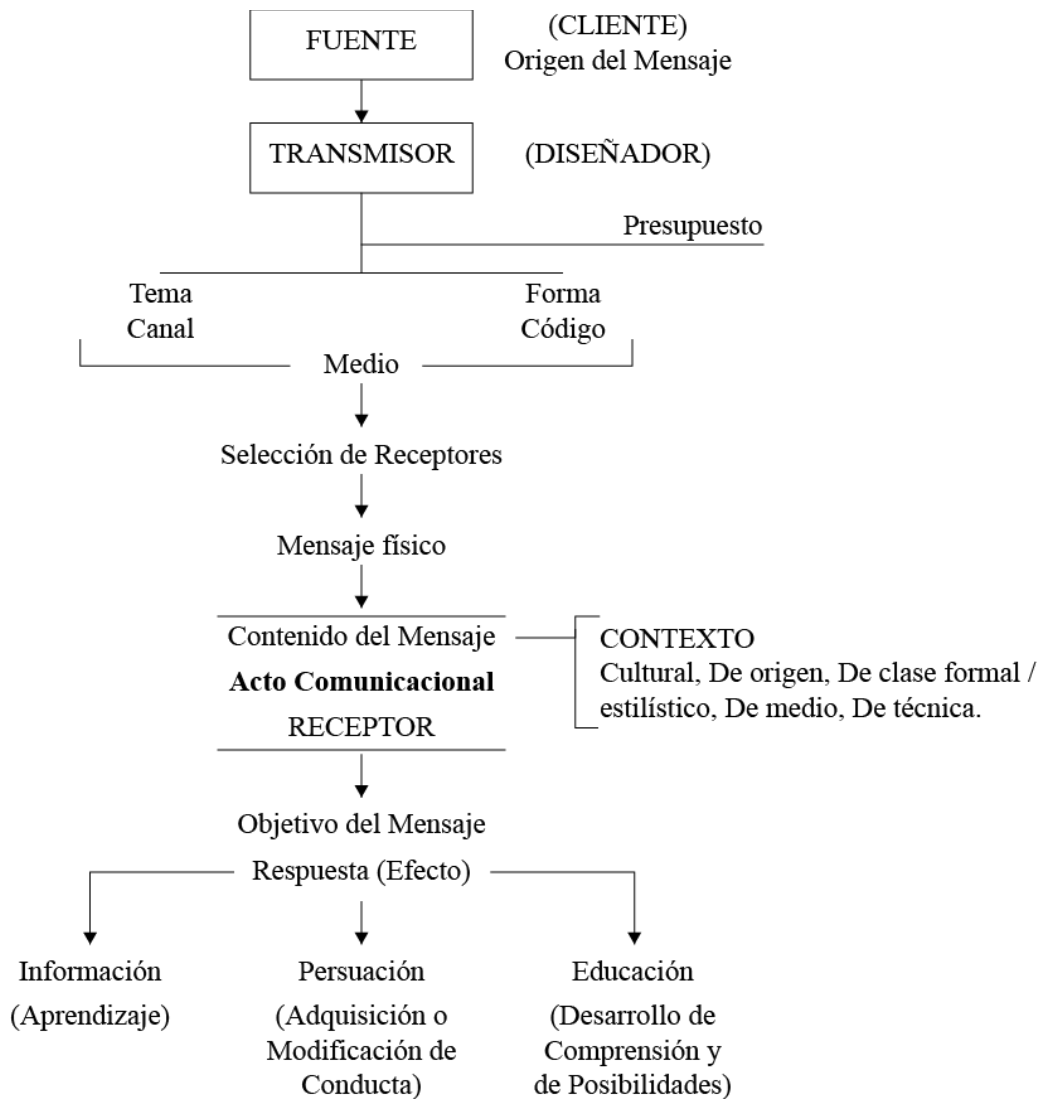 FUENTE
(CLIENTE)
Origen del Mensaje
TRANSMISOR
(DISEÑADOR)
Presupuesto
Tema
Canal
Forma
Código
Medio
Selección de Receptores
Mensaje físico
Contenido del Mensaje
Acto Comunicacional
RECEPTOR
CONTEXTO
Cultural, De origen, De clase formal /
estilístico, De medio, De técnica.
Objetivo del Mensaje
Respuesta (Efecto)
Información
(Aprendizaje)
Persuación
(Adquisición o
Modificación de
Conducta)
Educación
(Desarrollo de
Comprensión y
de Posibilidades)